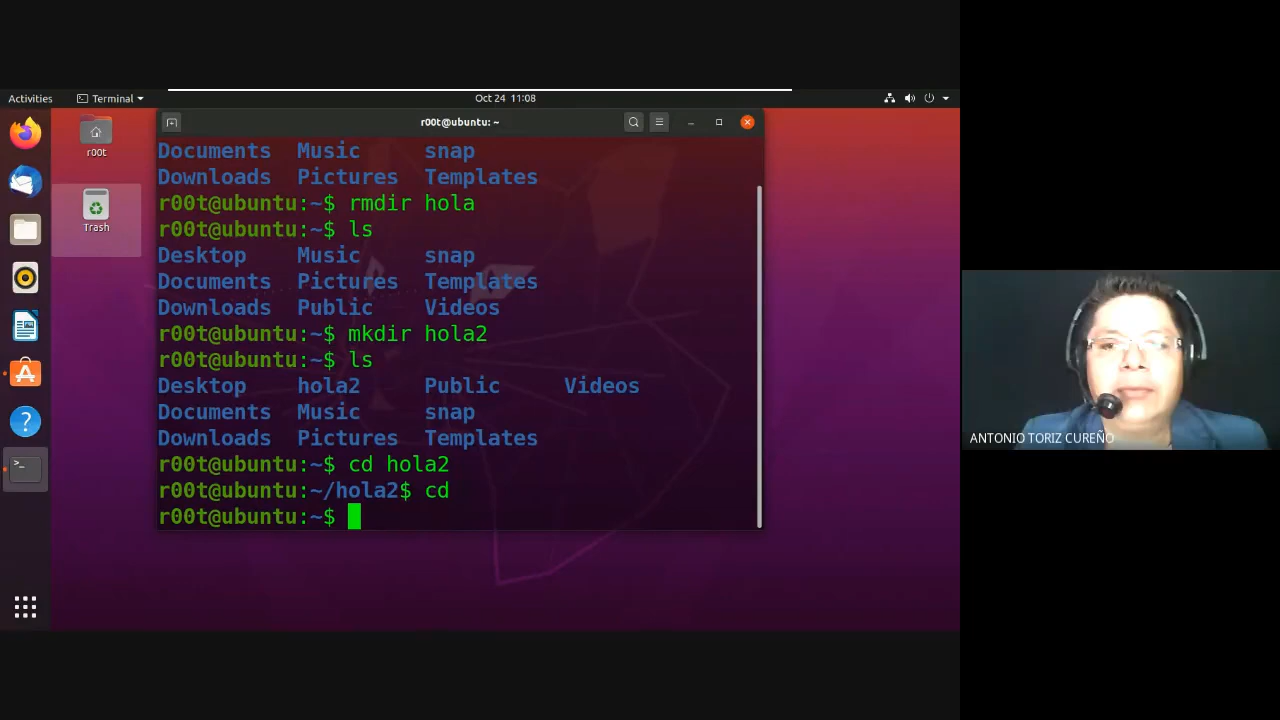 Activities
Terminal
Oct 24 11:08
r00t@ubuntu: ~
r00t
Trash
Documents Music snap
Downloads Pictures Templates
r00t@ubuntu:~$ rmdir hola
r00t@ubuntu:~$ ls
Desktop Music snap
Documents Pictures Templates
Downloads Public Videos
r00t@ubuntu:~$ mkdir hola2
r00t@ubuntu:~$ ls
Desktop hola2 Public Videos
Documents Music snap
Downloads Pictures Templates
r00t@ubuntu:~$ cd hola2
r00t@ubuntu:~/hola2$ cd
r00t@ubuntu:~$
ANTONIO TORIZ CUREÑO